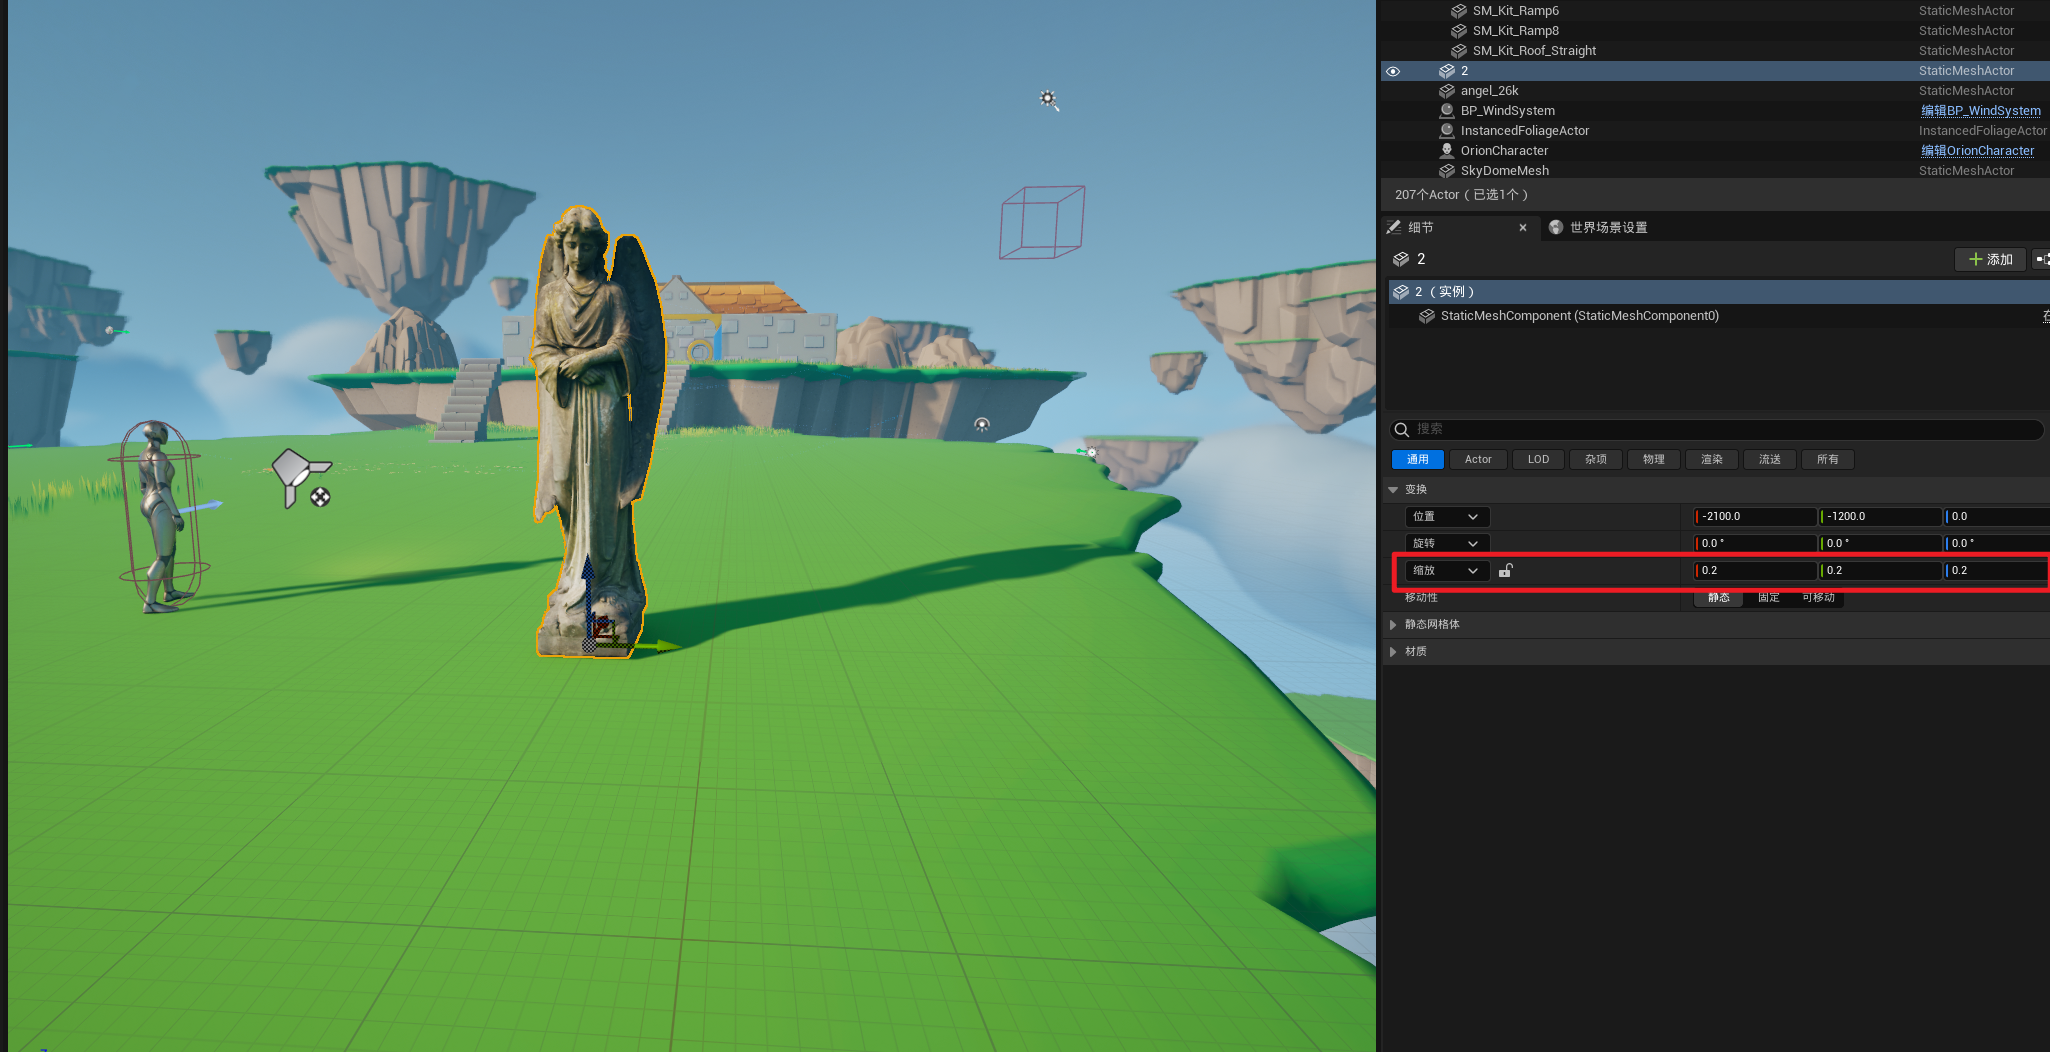 SM_Kit_Ramp6 StaticMeshActor
SM_Kit_Ramp8 StaticMeshActor
SM_Kit_Roof_Straight StaticMeshActor
2 StaticMeshActor
angel_26k StaticMeshActor
BP_WindSystem 编辑BP_WindSystem
InstancedFoliageActor InstancedFoliageActor
OrionCharacter 编辑OrionCharacter
SkyDomeMesh StaticMeshActor
207个Actor（已选1个）
细节 × 世界场景设置
2 添加
2（实例）
StaticMeshComponent (StaticMeshComponent0)
搜索
通用 Actor LOD 杂项 物理 渲染 流送 所有
变换
位置 -2100.0 -1200.0 0.0
旋转 0.0° 0.0° 0.0°
缩放 0.2 0.2 0.2
移动性 静态 固定 可移动
静态网格体
材质